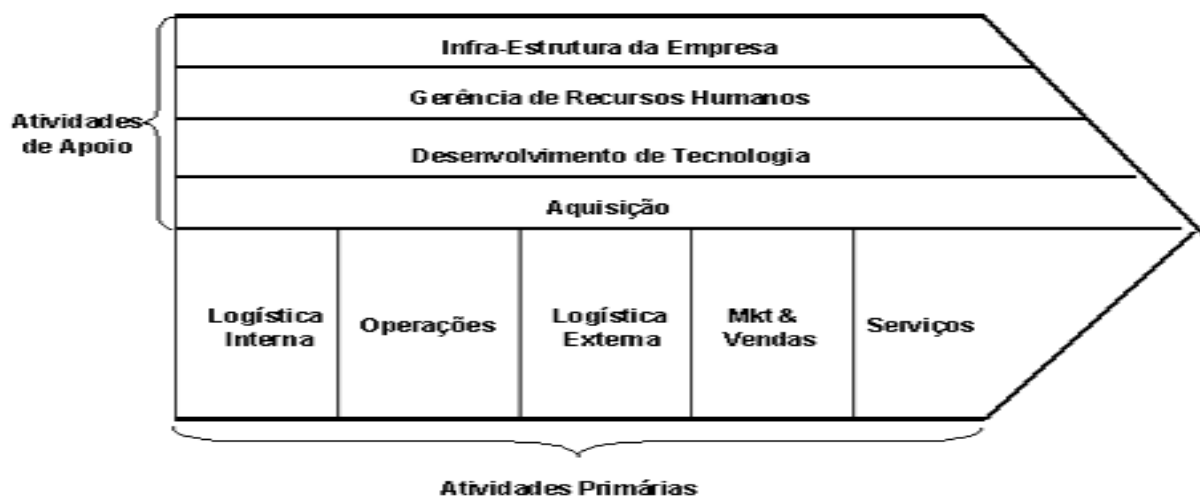 Infra-Estrutura da Empresa
Gerência de Recursos Humanos
Atividades
de Apoio
Desenvolvimento de Tecnologia
Aquisição
Logística
Interna
Operações
Logística
Externa
Mkt &
Vendas
Serviços
Atividades Primárias